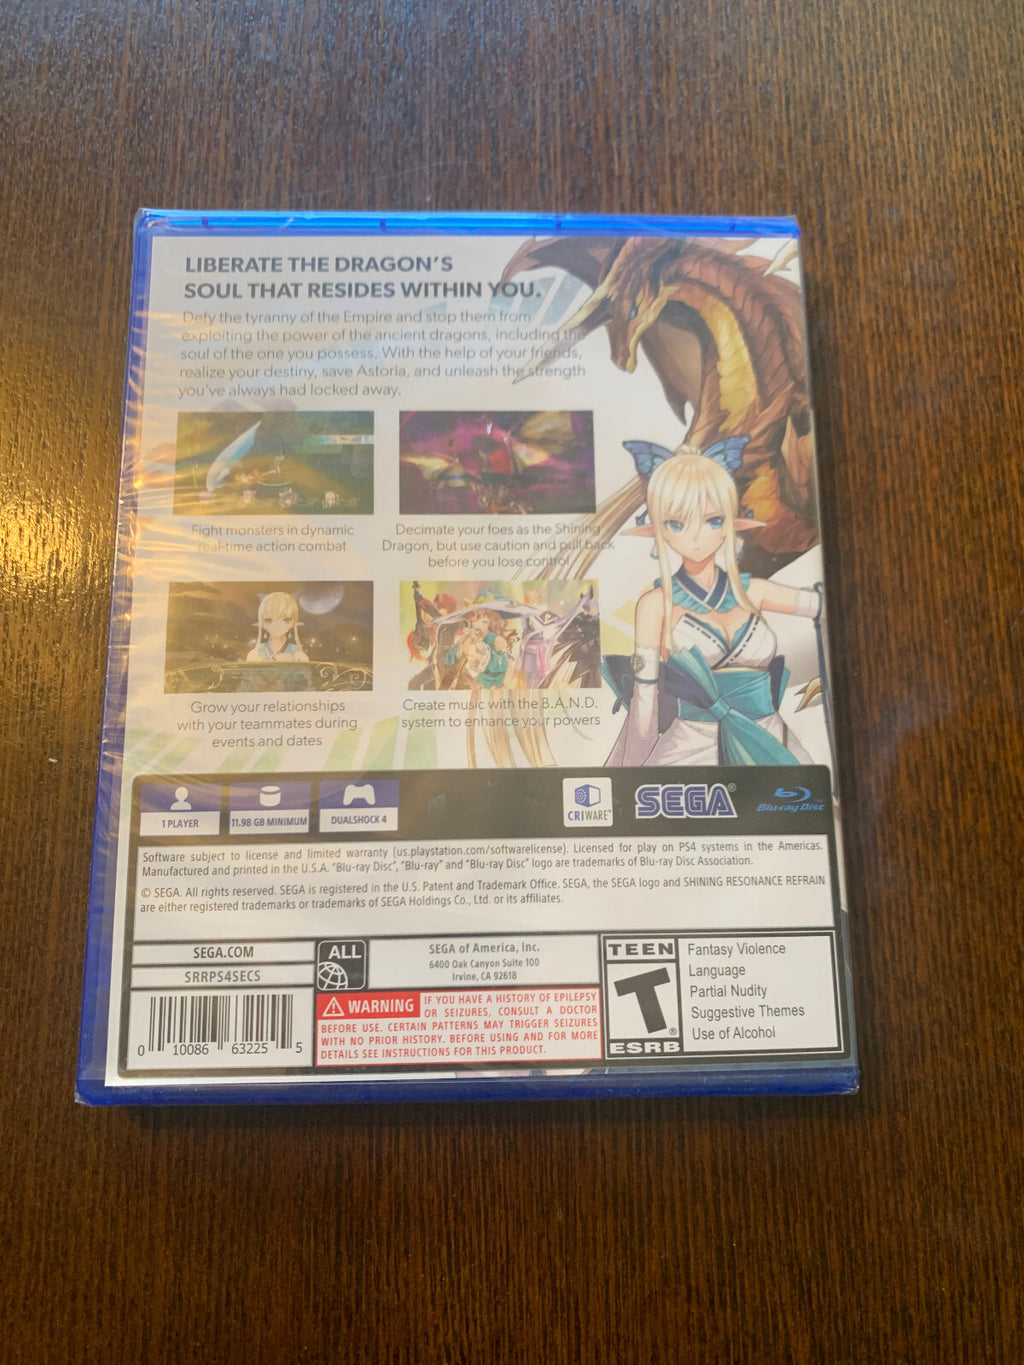 LIBERATE THE DRAGON'S
SOUL THAT RESIDES WITHIN YOU.
Defy the tyranny of the Empire and stop them from
exploiting the power of the ancient dragons, including the
soul of the one you possess. With the help of your friends,
realize your destiny, save Astoria, and unleash the strength
you've always had locked away.
Fight monsters in dynamic
real-time action combat
Decimate your foes as the Shining
Dragon, but use caution and pull back
before you lose control
Grow your relationships
with your teammates during
events and dates
Create music with the B.A.N.D.
system to enhance your powers
1 PLAYER
11.98 GB MINIMUM
DUALSHOCK 4
CRIWARE™
SEGA®
Blu-ray Disc™
Software subject to license and limited warranty (us.playstation.com/softwarelicense). Licensed for play on PS4 systems in the Americas.
Manufactured and printed in the U.S.A. "Blu-ray Disc", "Blu-ray" and "Blu-ray Disc" logo are trademarks of Blu-ray Disc Association.
© SEGA. All rights reserved. SEGA is registered in the U.S. Patent and Trademark Office. SEGA, the SEGA logo and SHINING RESONANCE REFRAIN
are either registered trademarks or trademarks of SEGA Holdings Co., Ltd. or its affiliates.
SEGA.COM
SRRPS4SECS
0 10086 63225 5
ALL
SEGA of America, Inc.
6400 Oak Canyon Suite 100
Irvine, CA 92618
WARNING IF YOU HAVE A HISTORY OF EPILEPSY
OR SEIZURES, CONSULT A DOCTOR
BEFORE USE. CERTAIN PATTERNS MAY TRIGGER SEIZURES
WITH NO PRIOR HISTORY. BEFORE USING AND FOR MORE
DETAILS SEE INSTRUCTIONS FOR THIS PRODUCT.
TEEN
T®
ESRB
Fantasy Violence
Language
Partial Nudity
Suggestive Themes
Use of Alcohol